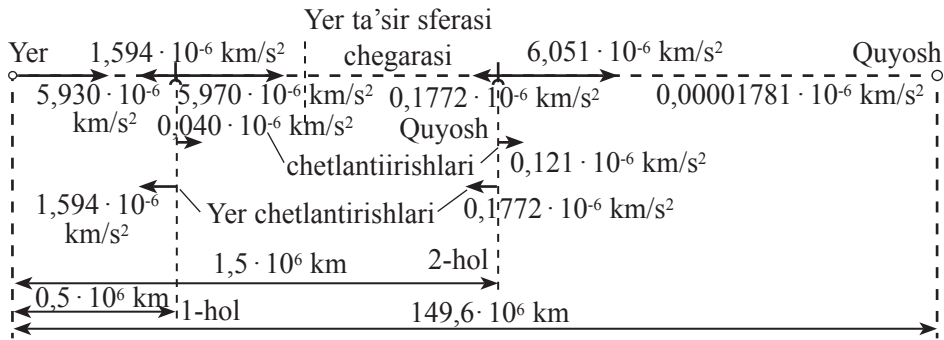 Yer ta'sir sferasi
chegarasi
Yer
1,594 · 10⁻⁶ km/s²
6,051 · 10⁻⁶ km/s²
Quyosh
5,930 · 10⁻⁶
km/s²
5,970 · 10⁻⁶ km/s²
0,1772 · 10⁻⁶ km/s²
0,00001781 · 10⁻⁶ km/s²
0,040 · 10⁻⁶ km/s²
Quyosh
chetlantiirishlari
0,121 · 10⁻⁶ km/s²
1,594 · 10⁻⁶
km/s²
Yer chetlantirishlari
0,1772 · 10⁻⁶ km/s²
1,5 · 10⁶ km
2-hol
0,5 · 10⁶ km
1-hol
149,6 · 10⁶ km